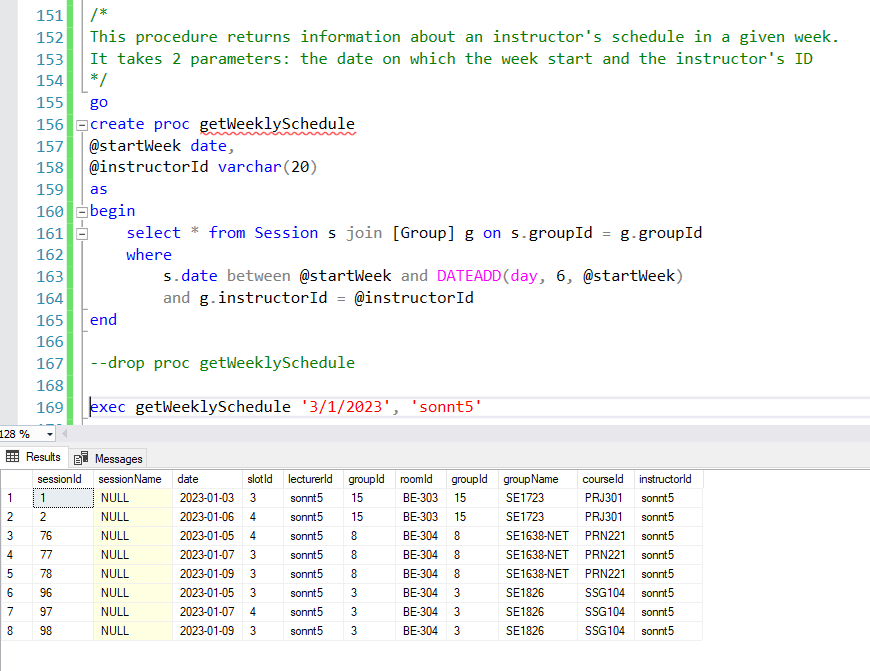 151 /*
152 This procedure returns information about an instructor's schedule in a given week.
153 It takes 2 parameters: the date on which the week start and the instructor's ID
154 */
155 go
156 create proc getWeeklySchedule
157 @startWeek date,
158 @instructorId varchar(20)
159 as
160 begin
161 select * from Session s join [Group] g on s.groupId = g.groupId
162 where
163 s.date between @startWeek and DATEADD(day, 6, @startWeek)
164 and g.instructorId = @instructorId
165 end
166
167 --drop proc getWeeklySchedule
168
169 exec getWeeklySchedule '3/1/2023', 'sonnt5'
128 %
Results Messages
sessionId sessionName date slotId lecturerId groupId roomId groupId groupName courseId instructorId
1 1 NULL 2023-01-03 3 sonnt5 15 BE-303 15 SE1723 PRJ301 sonnt5
2 2 NULL 2023-01-06 4 sonnt5 15 BE-303 15 SE1723 PRJ301 sonnt5
3 76 NULL 2023-01-05 4 sonnt5 8 BE-304 8 SE1638-NET PRN221 sonnt5
4 77 NULL 2023-01-07 3 sonnt5 8 BE-304 8 SE1638-NET PRN221 sonnt5
5 78 NULL 2023-01-09 3 sonnt5 8 BE-304 8 SE1638-NET PRN221 sonnt5
6 96 NULL 2023-01-05 3 sonnt5 3 BE-304 3 SE1826 SSG104 sonnt5
7 97 NULL 2023-01-07 4 sonnt5 3 BE-304 3 SE1826 SSG104 sonnt5
8 98 NULL 2023-01-09 3 sonnt5 3 BE-304 3 SE1826 SSG104 sonnt5